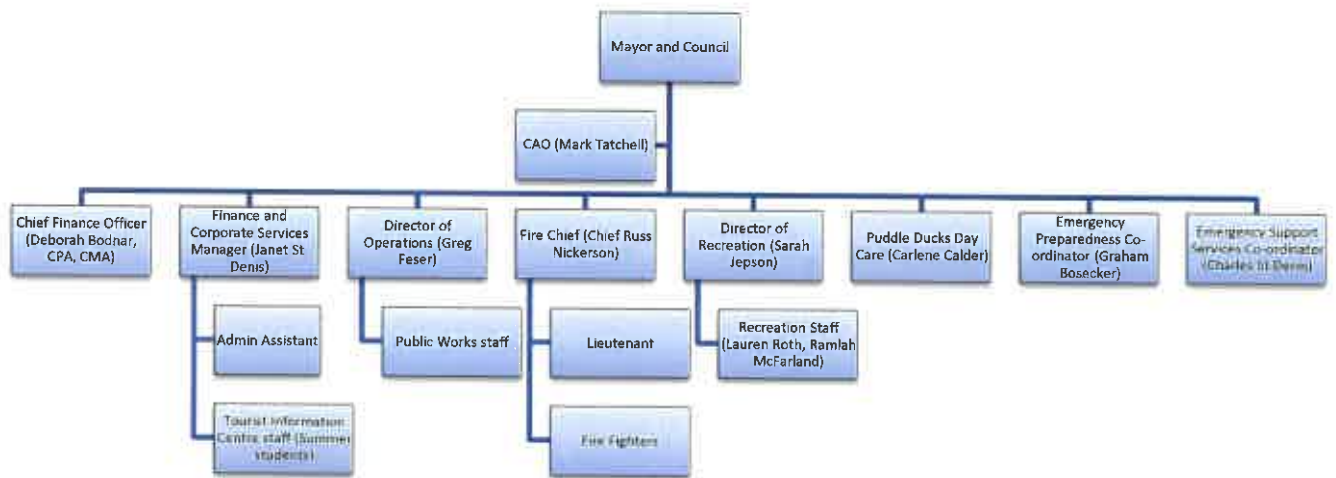 Mayor and Council
CAO (Mark Tatchell)
Chief Finance Officer
(Deborah Bodnar,
CPA, CMA)
Finance and
Corporate Services
Manager (Janet St
Denis)
Director of
Operations (Greg
Feser)
Fire Chief (Chief Russ
Nickerson)
Director of
Recreation (Sarah
Jepson)
Puddle Ducks Day
Care (Carlene Calder)
Emergency
Preparedness Co-
ordinator (Graham
Bosecker)
Emergency Support
Services Co-ordinator
(Charles St Denis)
Admin Assistant
Public Works staff
Lieutenant
Recreation Staff
(Lauren Roth, Ramlah
McFarland)
Tourist Information
Centre staff (Summer
students)
Fire Fighters